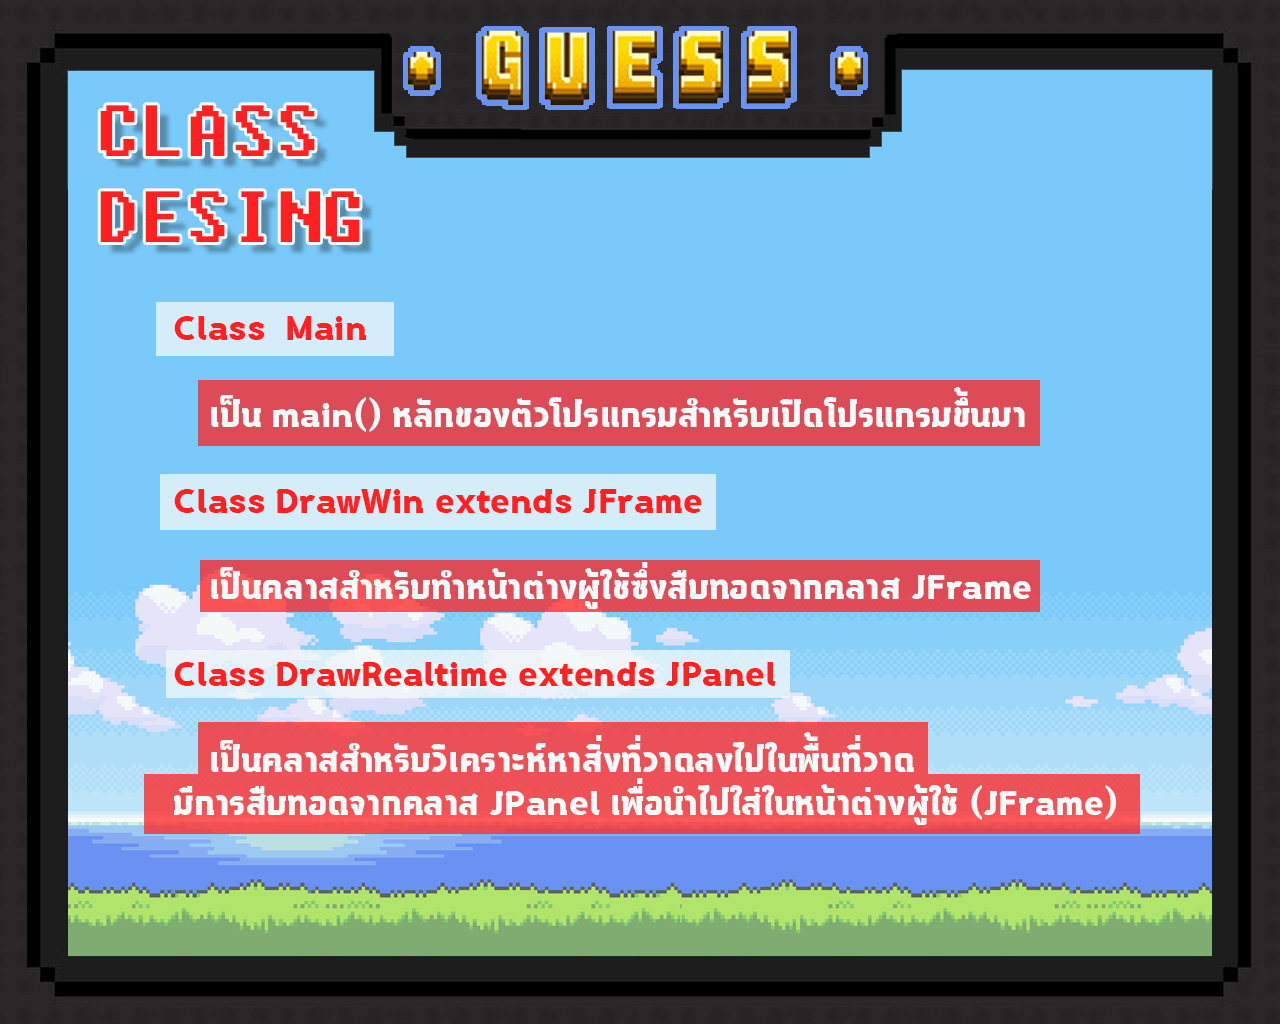 GUESS
CLASS
DESING
Class Main
เป็น main() หลักของตัวโปรแกรมสำหรับเปิดโปรแกรมขึ้นมา
Class DrawWin extends JFrame
เป็นคลาสสำหรับทำหน้าต่างผู้ใช้ซึ่งสืบทอดจากคลาส JFrame
Class DrawRealtime extends JPanel
เป็นคลาสสำหรับวิเคราะห์หาสิ่งที่วาดลงไปในพื้นที่วาด
มีการสืบทอดจากคลาส JPanel เพื่อนำไปใส่ในหน้าต่างผู้ใช้ (JFrame)